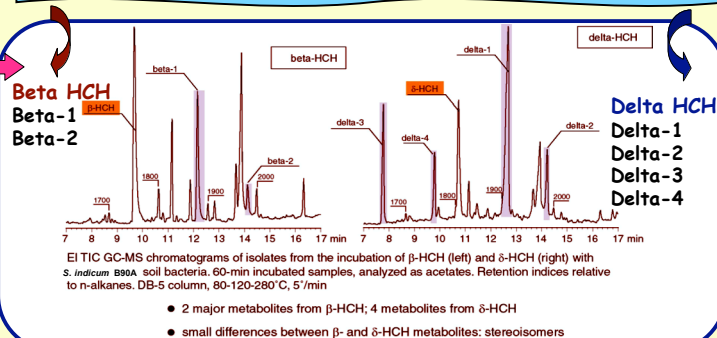 beta-HCH
delta-HCH
Beta HCH
Beta-1
Beta-2
β-HCH
beta-1
beta-2
1700
1800
1900
2000
7 8 9 10 11 12 13 14 15 16 17 min
delta-1
δ-HCH
delta-3
delta-4
delta-2
1700
1800
1900
2000
7 8 9 10 11 12 13 14 15 16 17 min
Delta HCH
Delta-1
Delta-2
Delta-3
Delta-4
EI TIC GC-MS chromatograms of isolates from the incubation of β-HCH (left) and δ-HCH (right) with
S. indicum B90A soil bacteria. 60-min incubated samples, analyzed as acetates. Retention indices relative
to n-alkanes. DB-5 column, 80-120-280°C, 5°/min
• 2 major metabolites from β-HCH; 4 metabolites from δ-HCH
• small differences between β- and δ-HCH metabolites: stereoisomers